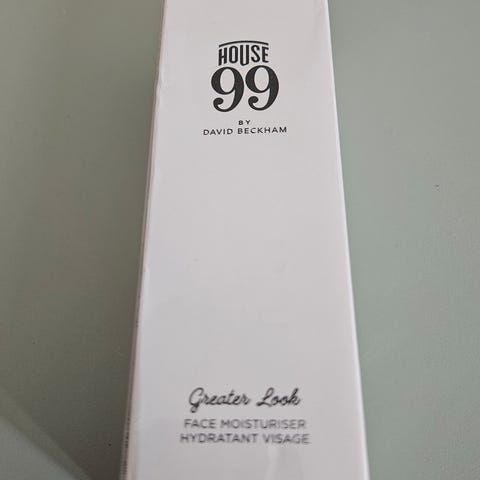 HOUSE
99
BY
DAVID BECKHAM
Greater Look
FACE MOISTURISER
HYDRATANT VISAGE